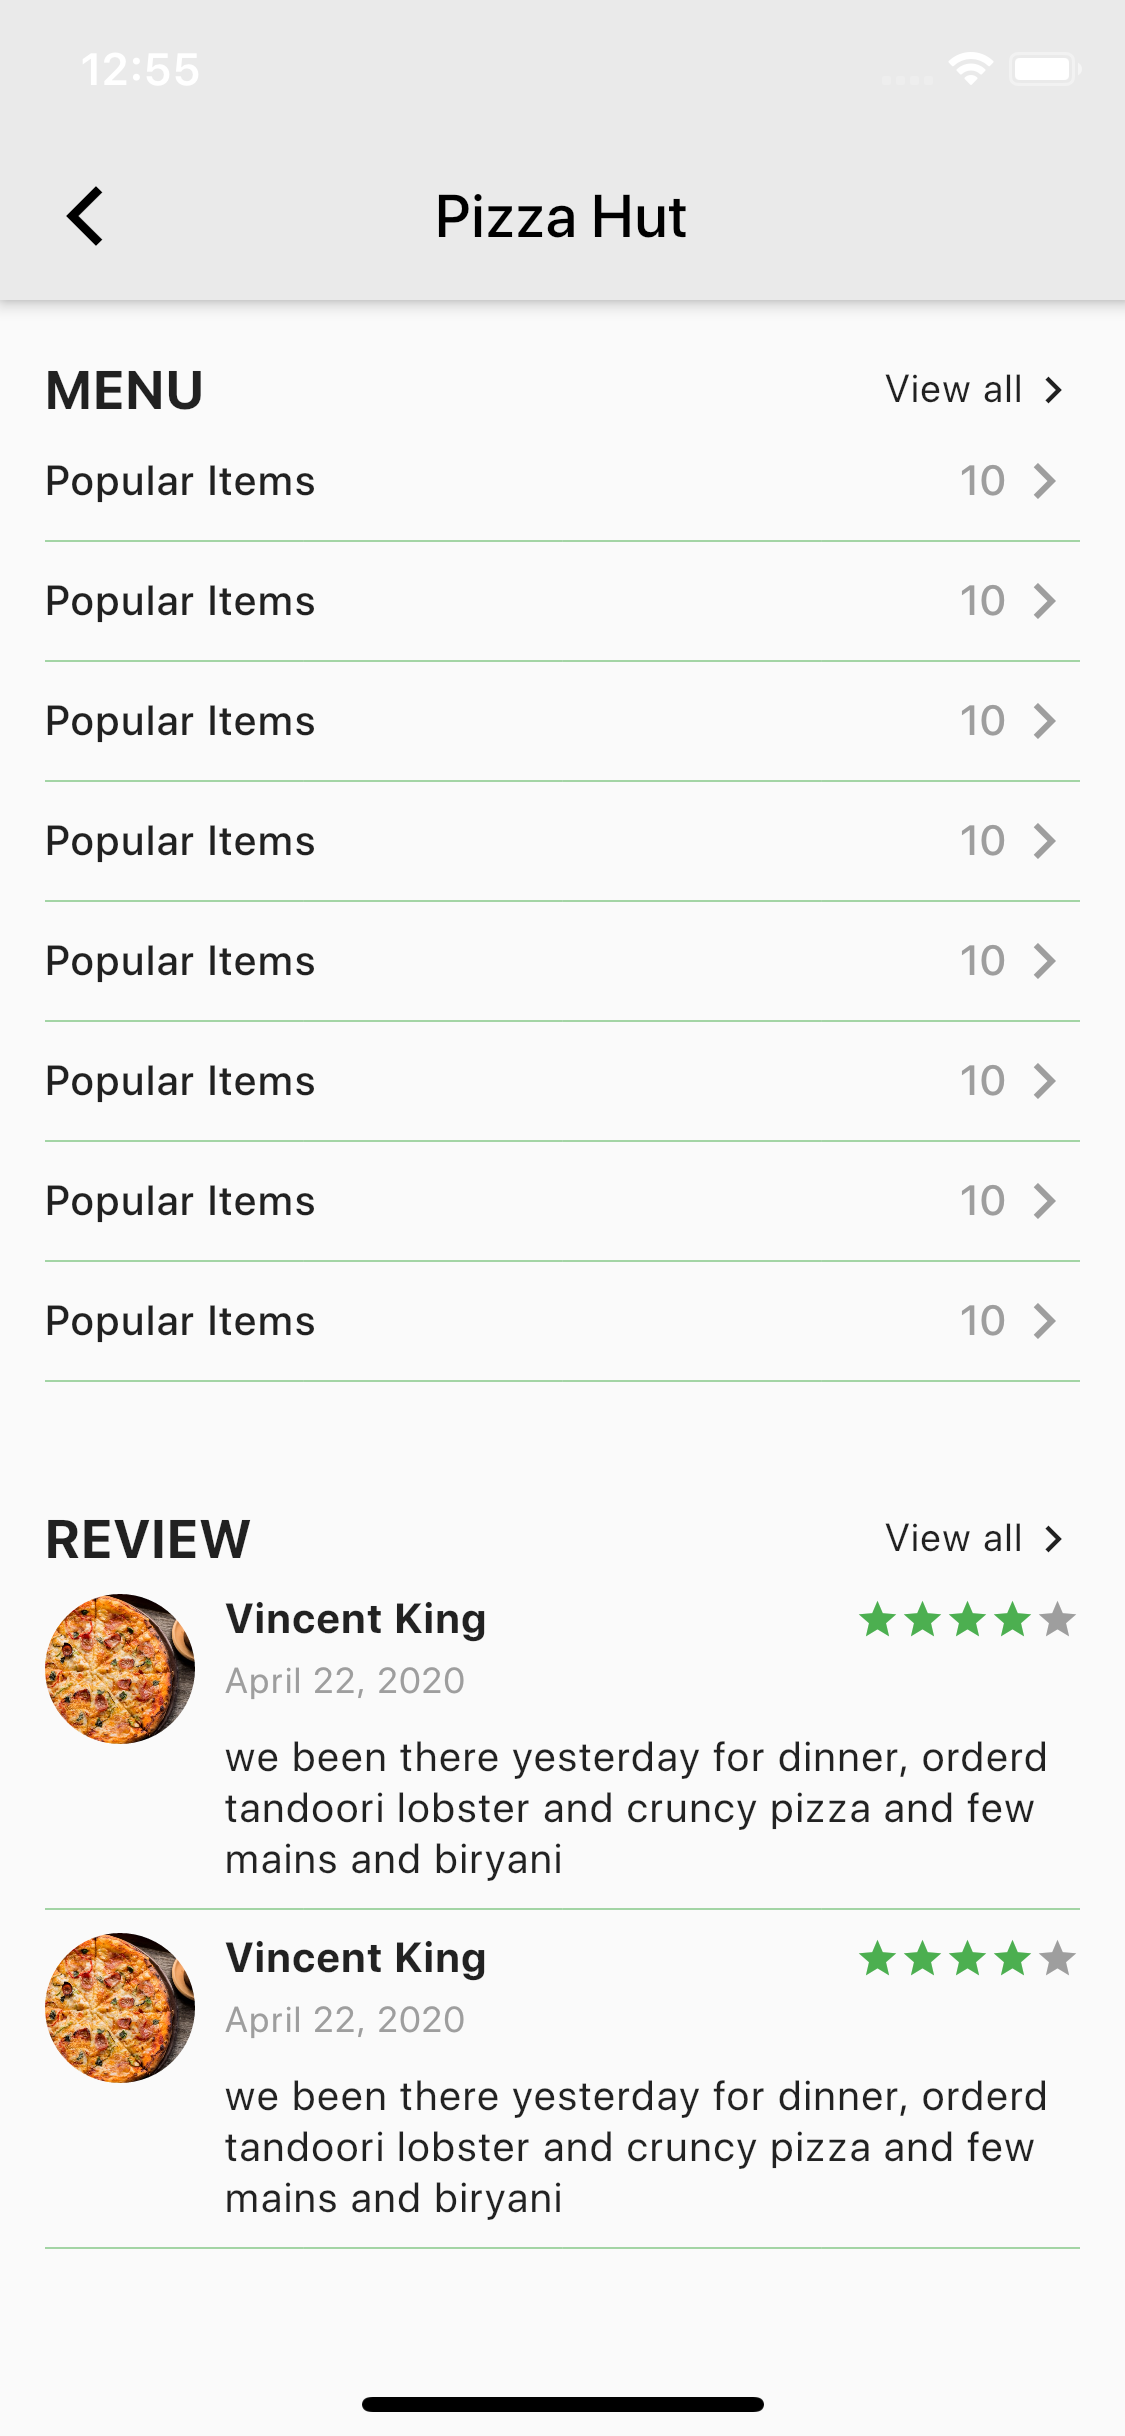 12:55
Pizza Hut
MENU View all
Popular Items 10
Popular Items 10
Popular Items 10
Popular Items 10
Popular Items 10
Popular Items 10
Popular Items 10
Popular Items 10
REVIEW View all
Vincent King
April 22, 2020
we been there yesterday for dinner, orderd
tandoori lobster and cruncy pizza and few
mains and biryani
Vincent King
April 22, 2020
we been there yesterday for dinner, orderd
tandoori lobster and cruncy pizza and few
mains and biryani